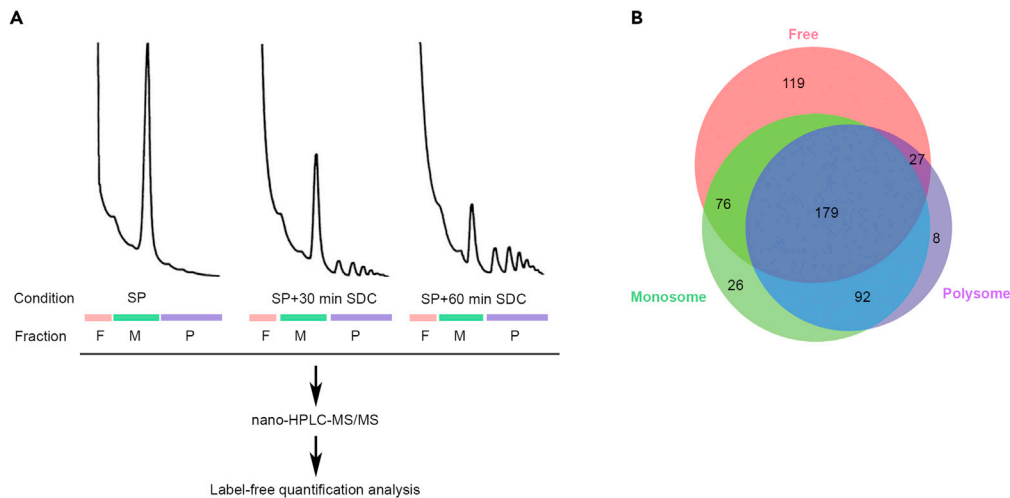 A
Condition SP SP+30 min SDC SP+60 min SDC
Fraction F M P F M P F M P
nano-HPLC-MS/MS
Label-free quantification analysis
B
Free
119
27
76
179
8
Monosome 26 92 Polysome